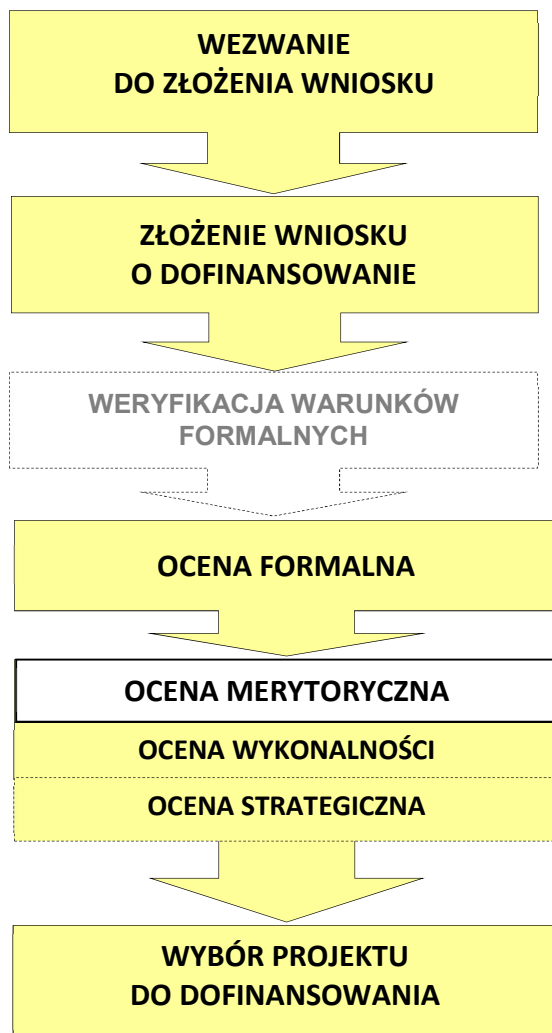 WEZWANIE
DO ZŁOŻENIA WNIOSKU
ZŁOŻENIE WNIOSKU
O DOFINANSOWANIE
WERYFIKACJA WARUNKÓW
FORMALNYCH
OCENA FORMALNA
OCENA MERYTORYCZNA
OCENA WYKONALNOŚCI
OCENA STRATEGICZNA
WYBÓR PROJEKTU
DO DOFINANSOWANIA